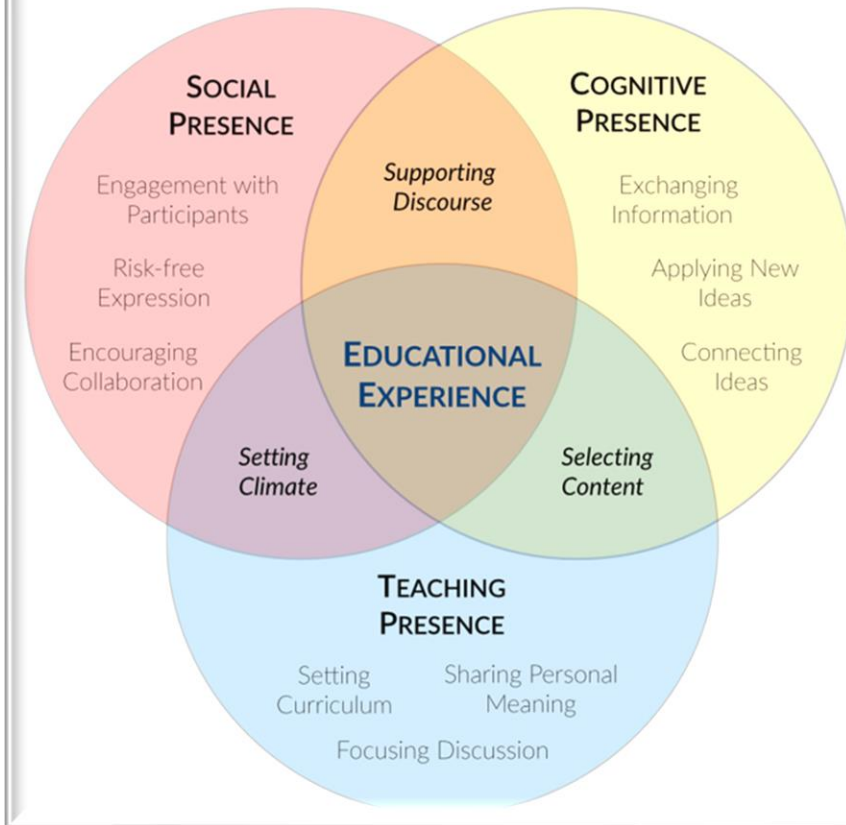 SOCIAL
PRESENCE
Engagement with
Participants
Risk-free
Expression
Encouraging
Collaboration
Supporting
Discourse
COGNITIVE
PRESENCE
Exchanging
Information
Applying New
Ideas
Connecting
Ideas
EDUCATIONAL
EXPERIENCE
Setting
Climate
Selecting
Content
TEACHING
PRESENCE
Setting
Curriculum
Sharing Personal
Meaning
Focusing Discussion